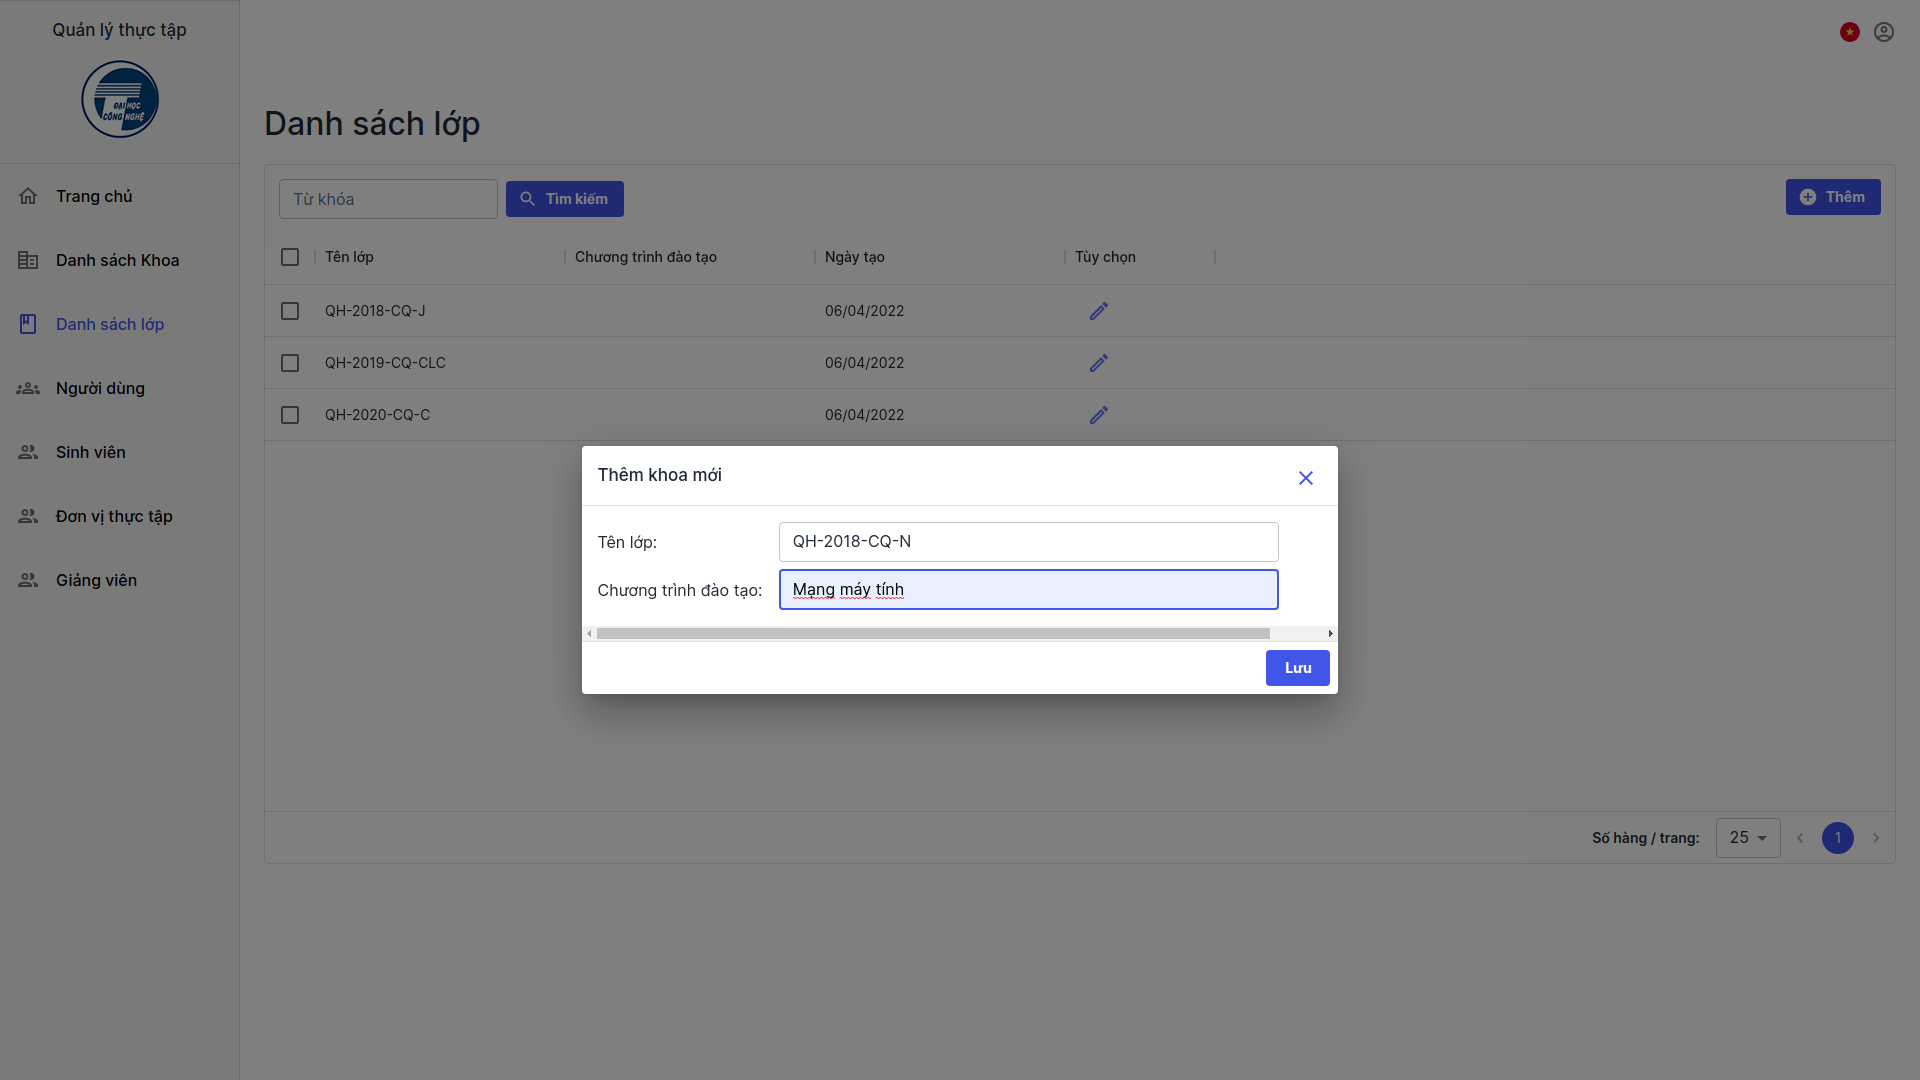 Quản lý thực tập
ĐẠI HỌC
CÔNG NGHỆ
Trang chủ
Danh sách Khoa
Danh sách lớp
Người dùng
Sinh viên
Đơn vị thực tập
Giảng viên
Danh sách lớp
Từ khóa
Tìm kiếm
Thêm
Tên lớp
Chương trình đào tạo
Ngày tạo
Tùy chọn
QH-2018-CQ-J
06/04/2022
QH-2019-CQ-CLC
06/04/2022
QH-2020-CQ-C
06/04/2022
Thêm khoa mới
Tên lớp:
QH-2018-CQ-N
Chương trình đào tạo:
Mạng máy tính
Lưu
Số hàng / trang:
25
1